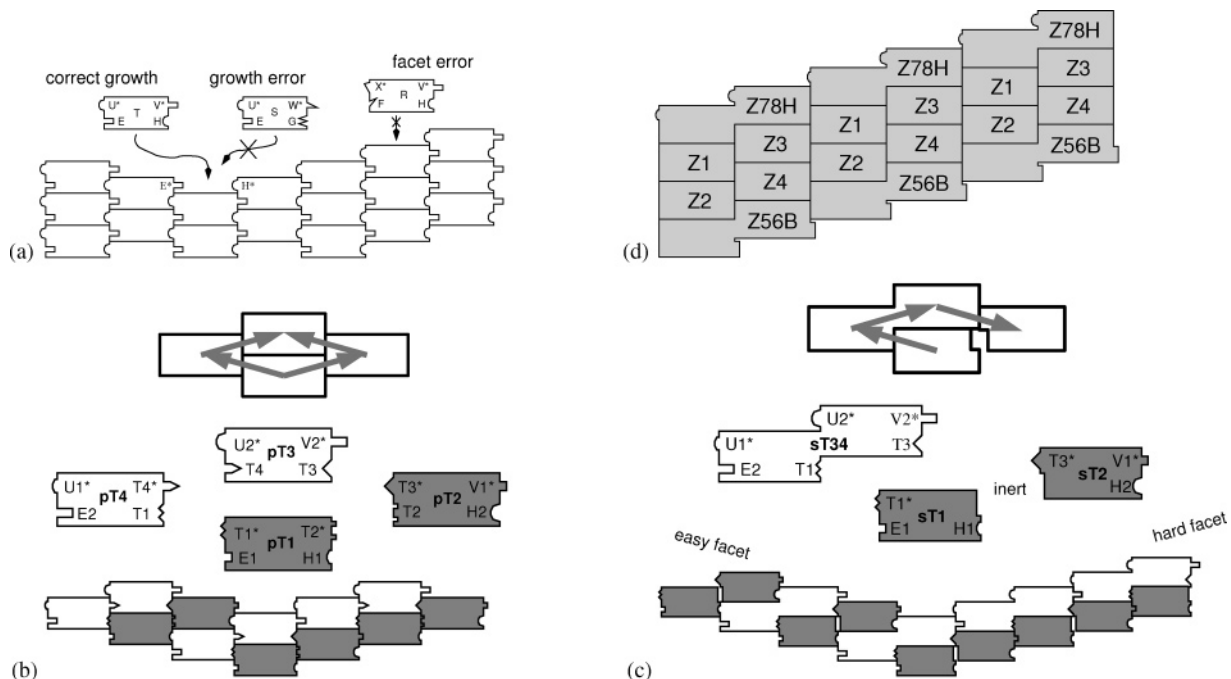 correct growth
growth error
facet error
U* T V*
E H
U* S W*
E G
X* R V*
F H
E* H*
(a)
Z78H
Z78H Z3
Z1
Z78H Z3 Z4
Z1 Z2
Z1 Z3 Z4 Z56B
Z2
Z2 Z4 Z56B
Z56B
(d)
U2* pT3 V2*
T4 T3
U1* pT4 T4*
E2 T1
T3* pT2 V1*
T2 H2
T1* pT1 T2*
E1 H1
(b)
U2* V2*
U1* sT34 T3
E2 T1
T3* sT2 V1*
H2
inert
T1* sT1
E1 H1
easy facet
hard facet
(c)